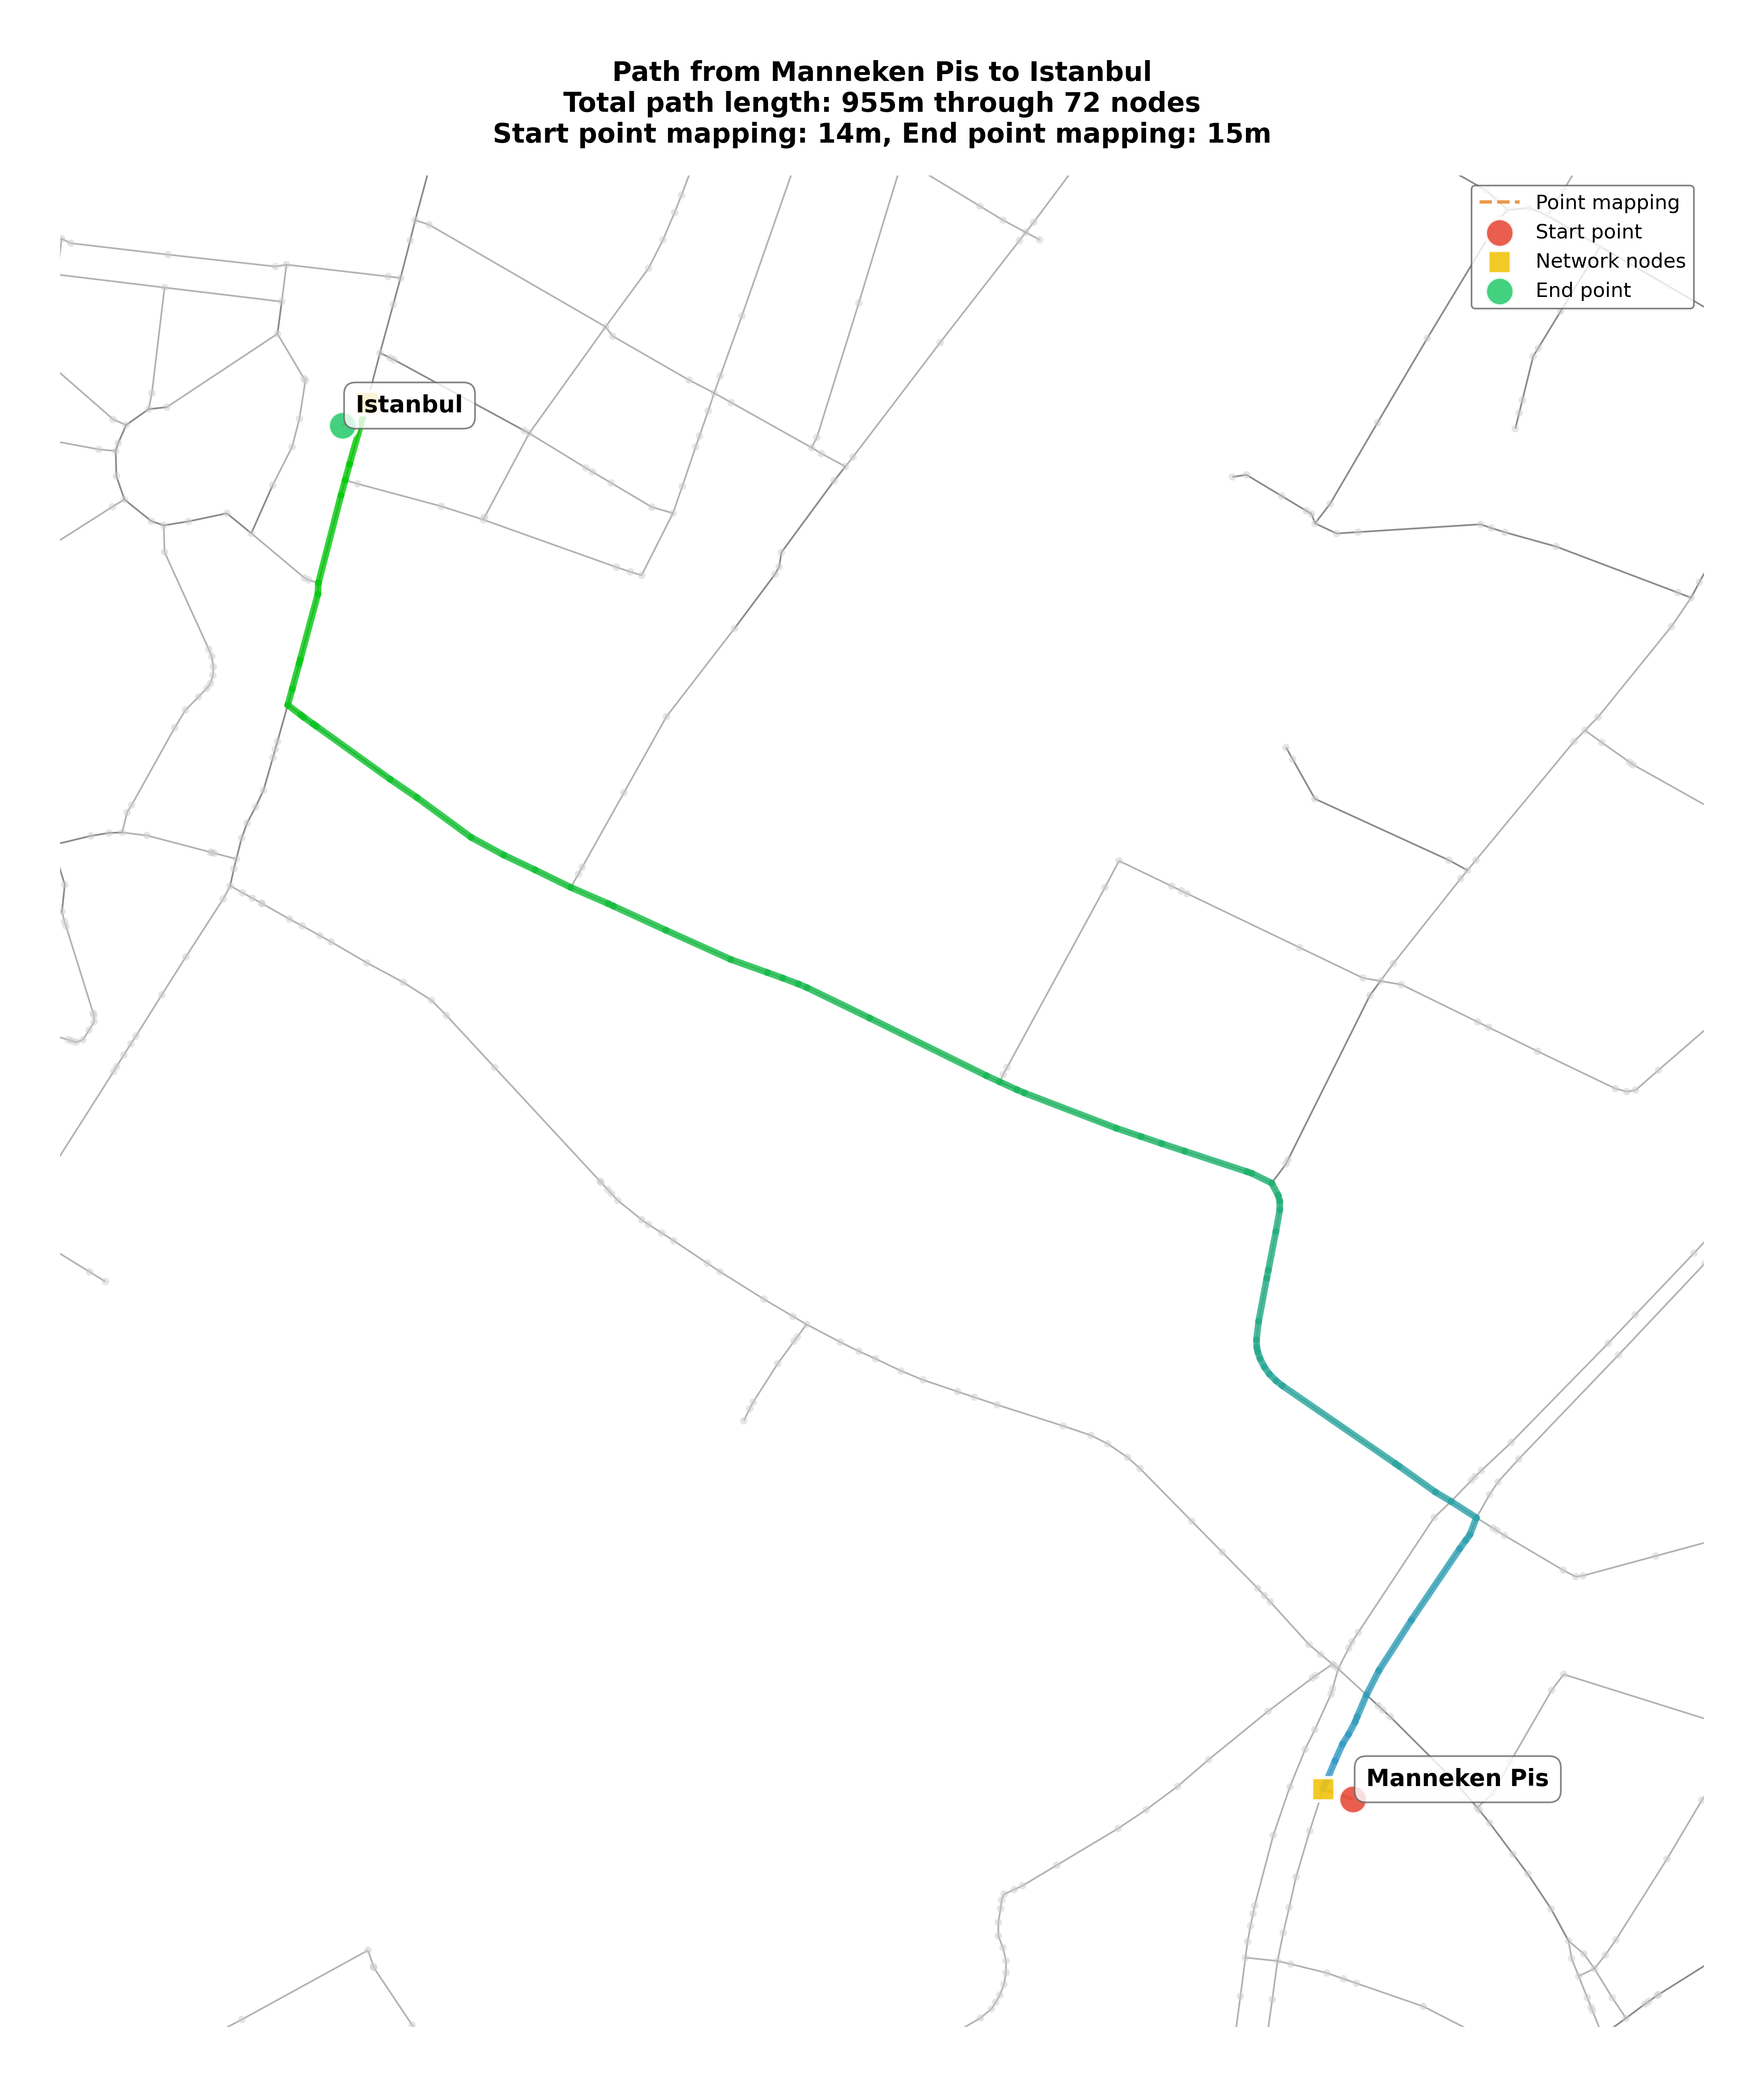 Path from Manneken Pis to Istanbul
Total path length: 955m through 72 nodes
Start point mapping: 14m, End point mapping: 15m
Point mapping
Start point
Network nodes
End point
Istanbul
Manneken Pis